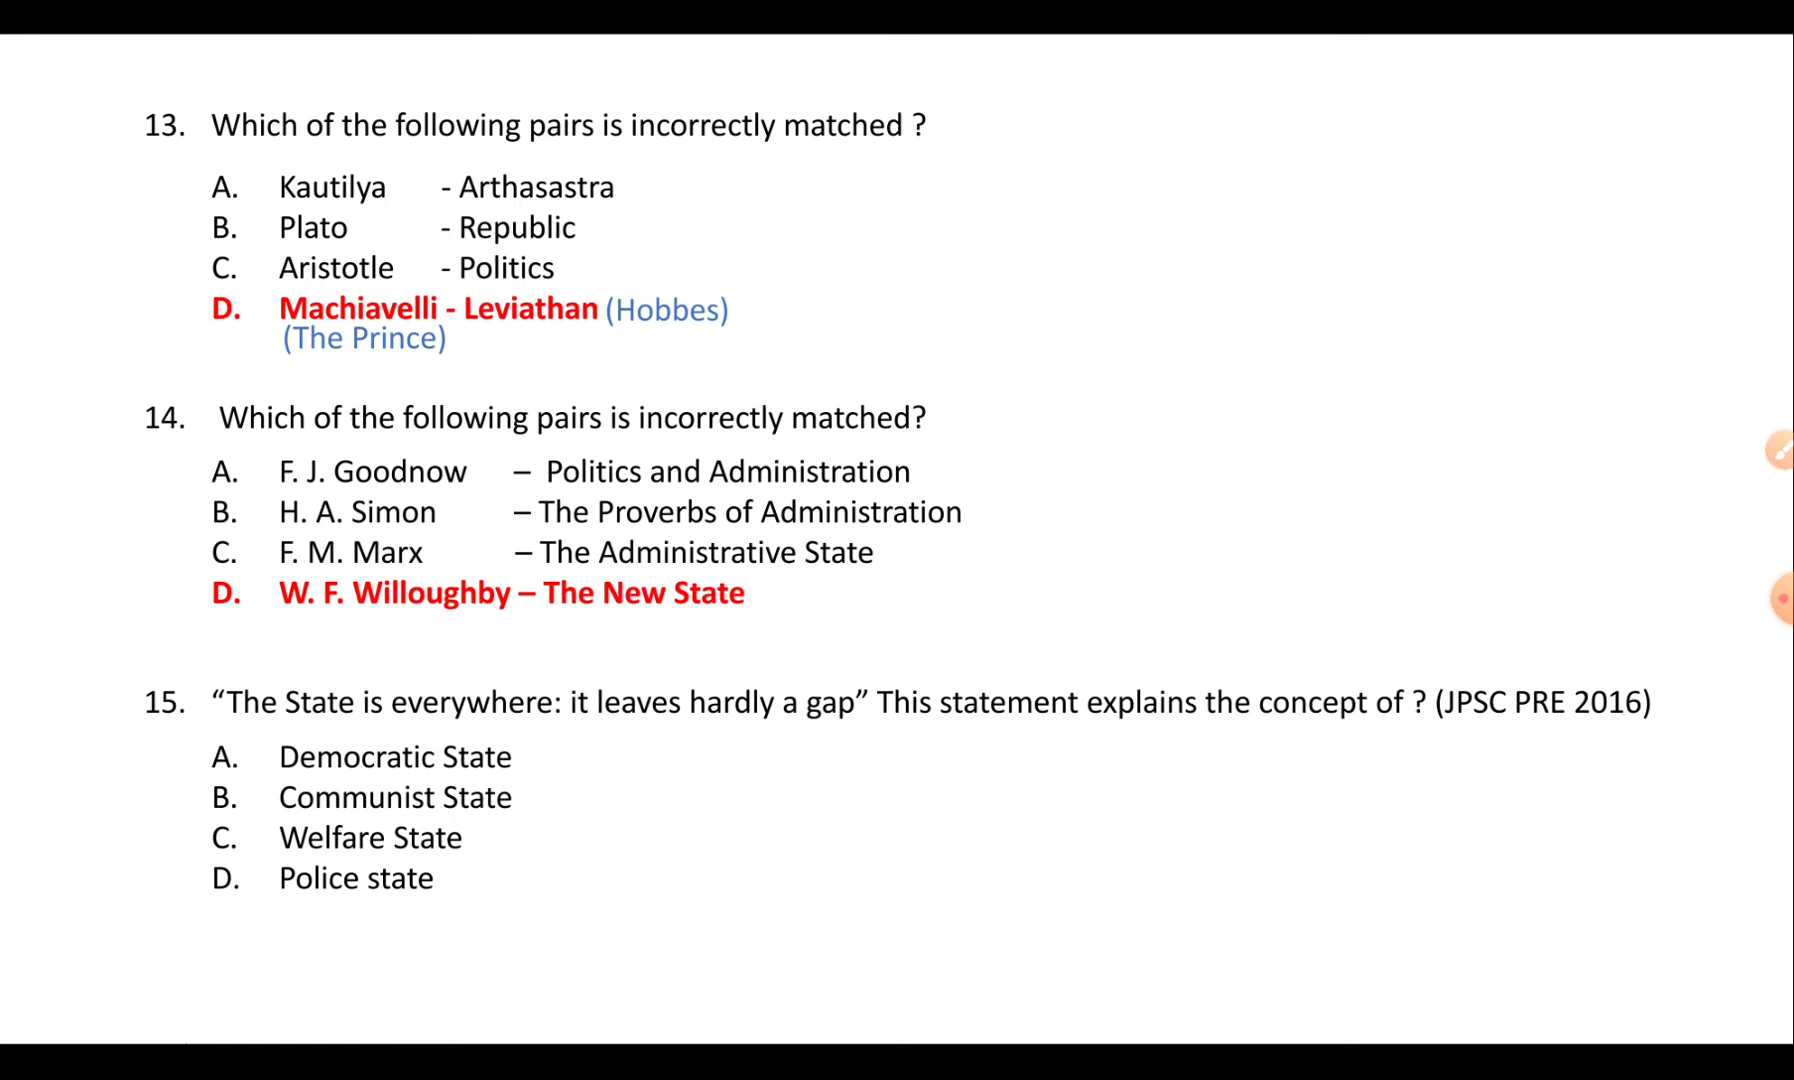 13. Which of the following pairs is incorrectly matched ?
A. Kautilya - Arthasastra
B. Plato - Republic
C. Aristotle - Politics
D. Machiavelli - Leviathan (Hobbes)
(The Prince)
14. Which of the following pairs is incorrectly matched?
A. F. J. Goodnow – Politics and Administration
B. H. A. Simon – The Proverbs of Administration
C. F. M. Marx – The Administrative State
D. W. F. Willoughby – The New State
15. “The State is everywhere: it leaves hardly a gap” This statement explains the concept of ? (JPSC PRE 2016)
A. Democratic State
B. Communist State
C. Welfare State
D. Police state